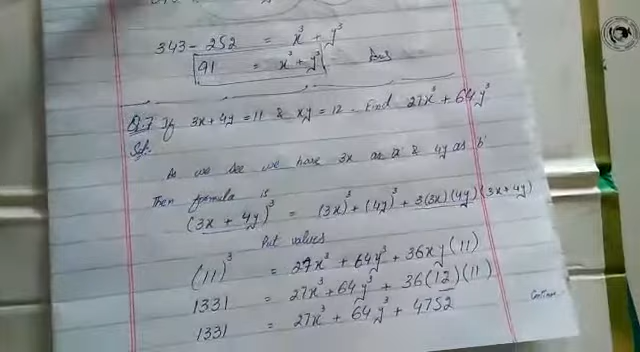 343 - 252 = x³ + y³
91 = x³ + y³ Ans
Q.7 If 3x + 4y = 11 & xy = 12. Find 27x³ + 64y³
Sol.
As we see we have 3x as 'a' & 4y as 'b'
Then formula is
(3x + 4y)³ = (3x)³ + (4y)³ + 3(3x)(4y)(3x + 4y)
Put values
(11)³ = 27x³ + 64y³ + 36xy(11)
1331 = 27x³ + 64y³ + 36(12)(11)
1331 = 27x³ + 64y³ + 4752